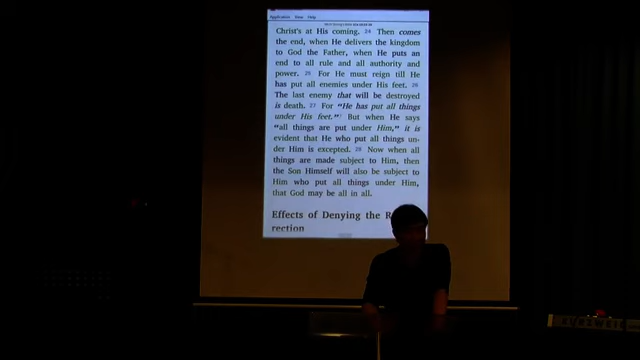 Application View Help
Christ's at His coming. 24 Then comes
the end, when He delivers the kingdom
to God the Father, when He puts an
end to all rule and all authority and
power. 25 For He must reign till He
has put all enemies under His feet. 26
The last enemy that will be destroyed
is death. 27 For "He has put all things
under His feet." But when He says
"all things are put under Him," it is
evident that He who put all things un-
der Him is excepted. 28 Now when all
things are made subject to Him, then
the Son Himself will also be subject to
Him who put all things under Him,
that God may be all in all.
Effects of Denying the
rection
KURZWEIL